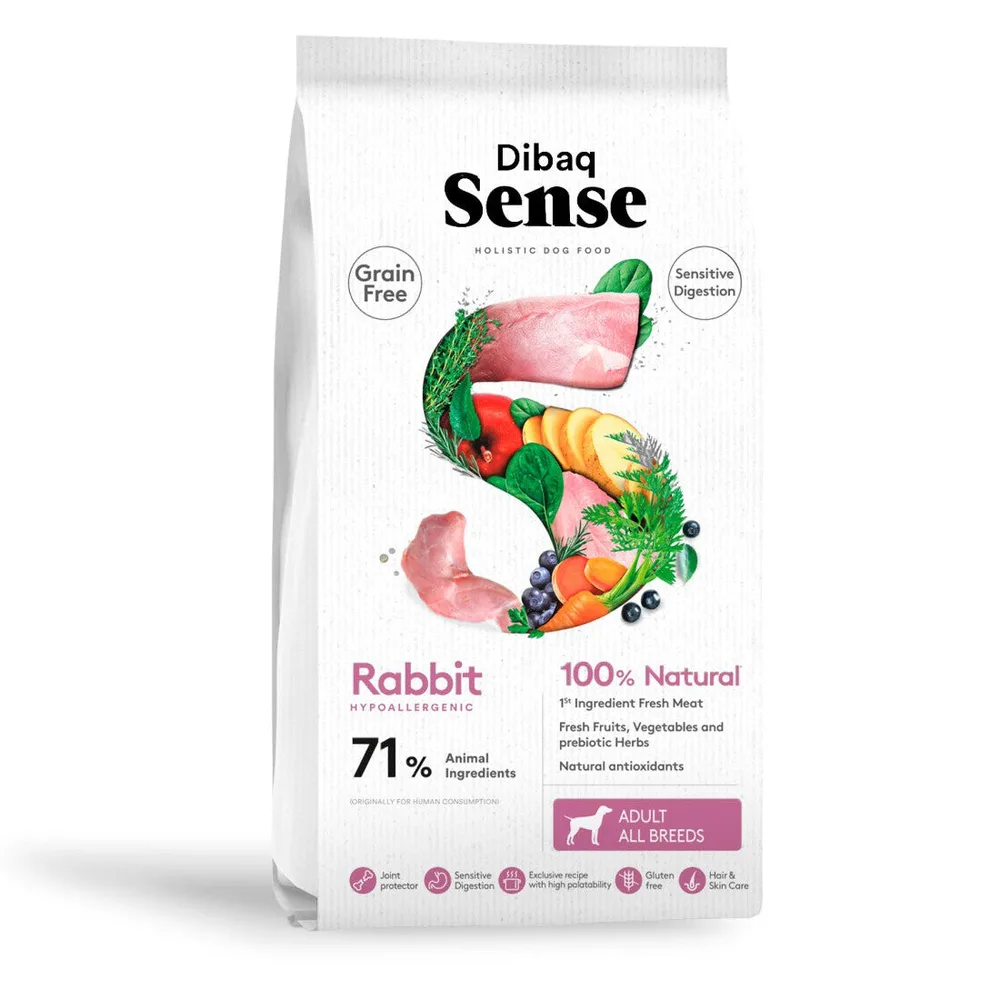 Dibaq
Sense
HOLISTIC DOG FOOD
Grain
Free
Sensitive
Digestion
Rabbit
HYPOALLERGENIC
71%
Animal
Ingredients
(ORIGINALLY FOR HUMAN CONSUMPTION)
100% Natural
1St Ingredient Fresh Meat
Fresh Fruits, Vegetables and
prebiotic Herbs
Natural antioxidants
ADULT
ALL BREEDS
Joint
protector
Sensitive
Digestion
Exclusive recipe
with high palatability
Gluten
free
Hair &
Skin Care